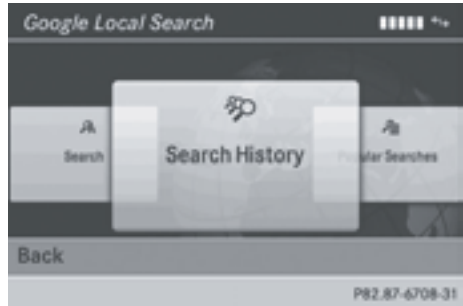 Google Local Search
Search
Search History
Popular Searches
Back
P82.87-6708-31